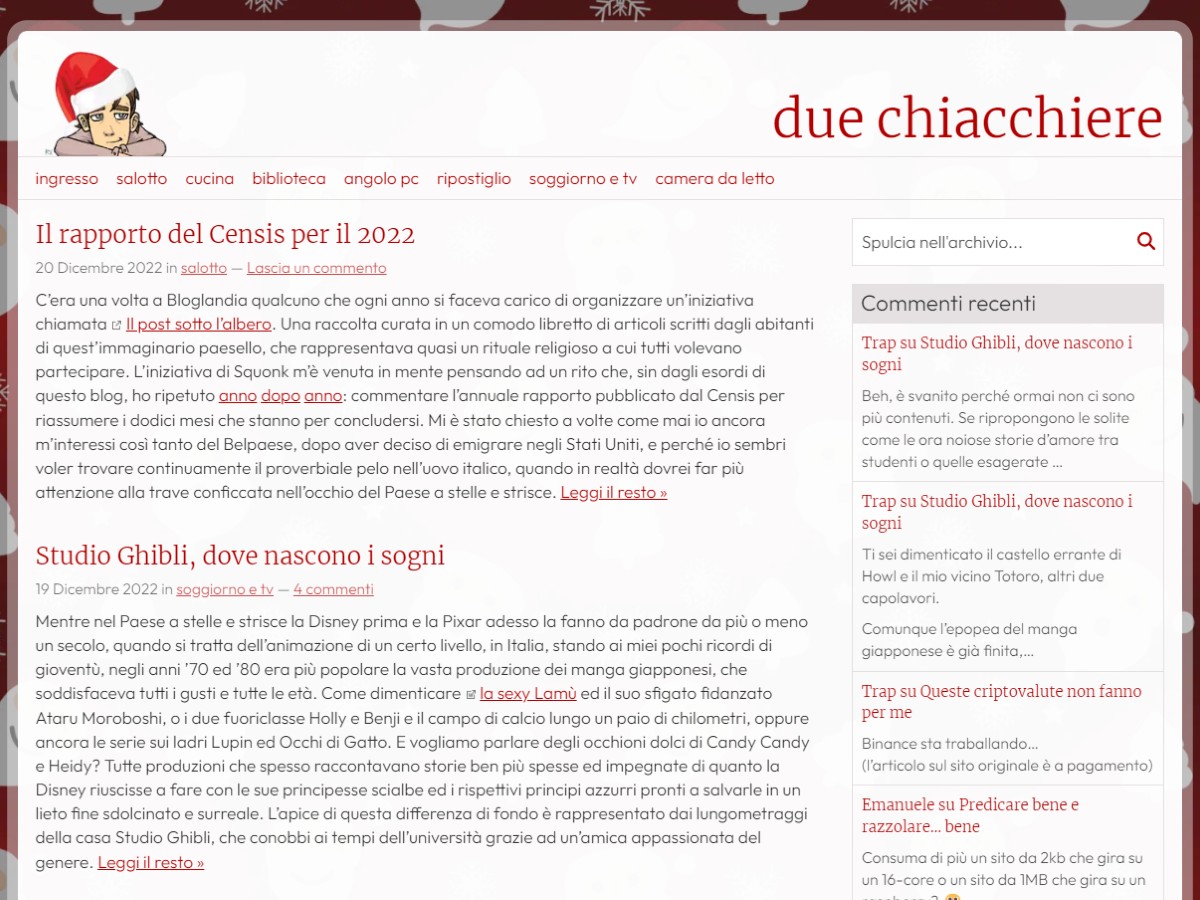 due chiacchiere
ingresso salotto cucina biblioteca angolo pc ripostiglio soggiorno e tv camera da letto
Il rapporto del Censis per il 2022
20 Dicembre 2022 in salotto — Lascia un commento
C’era una volta a Bloglandia qualcuno che ogni anno si faceva carico di organizzare un’iniziativa
chiamata Il post sotto l’albero. Una raccolta curata in un comodo libretto di articoli scritti dagli abitanti
di quest’immaginario paesello, che rappresentava quasi un rituale religioso a cui tutti volevano
partecipare. L’iniziativa di Squonk m’è venuta in mente pensando ad un rito che, sin dagli esordi di
questo blog, ho ripetuto anno dopo anno: commentare l’annuale rapporto pubblicato dal Censis per
riassumere i dodici mesi che stanno per concludersi. Mi è stato chiesto a volte come mai io ancora
m’interessi così tanto del Belpaese, dopo aver deciso di emigrare negli Stati Uniti, e perché io sembri
voler trovare continuamente il proverbiale pelo nell’uovo italico, quando in realtà dovrei far più
attenzione alla trave conficcata nell’occhio del Paese a stelle e strisce. Leggi il resto »
Studio Ghibli, dove nascono i sogni
19 Dicembre 2022 in soggiorno e tv — 4 commenti
Mentre nel Paese a stelle e strisce la Disney prima e la Pixar adesso la fanno da padrone da più o meno
un secolo, quando si tratta dell’animazione di un certo livello, in Italia, stando ai miei pochi ricordi di
gioventù, negli anni ’70 ed ’80 era più popolare la vasta produzione dei manga giapponesi, che
soddisfaceva tutti i gusti e tutte le età. Come dimenticare la sexy Lamù ed il suo sfigato fidanzato
Ataru Moroboshi, o i due fuoriclasse Holly e Benji e il campo di calcio lungo un paio di chilometri, oppure
ancora le serie sui ladri Lupin ed Occhi di Gatto. E vogliamo parlare degli occhioni dolci di Candy Candy
e Heidy? Tutte produzioni che spesso raccontavano storie ben più spesse ed impegnate di quanto la
Disney riuscisse a fare con le sue principesse scialbe ed i rispettivi principi azzurri pronti a salvarle in un
lieto fine sdolcinato e surreale. L’apice di questa differenza di fondo è rappresentato dai lungometraggi
della casa Studio Ghibli, che conobbi ai tempi dell’università grazie ad un’amica appassionata del
genere. Leggi il resto »
Spulcia nell'archivio...
Commenti recenti
Trap su Studio Ghibli, dove nascono i
sogni
Beh, è svanito perché ormai non ci sono
più contenuti. Se ripropongono le solite
come le ora noiose storie d’amore tra
studenti o quelle esagerate ...
Trap su Studio Ghibli, dove nascono i
sogni
Ti sei dimenticato il castello errante di
Howl e il mio vicino Totoro, altri due
capolavori.
Comunque l’epopea del manga
giapponese è già finita,...
Trap su Queste criptovalute non fanno
per me
Binance sta traballando…
(l’articolo sul sito originale è a pagamento)
Emanuele su Predicare bene e
razzolare… bene
Consuma di più un sito da 2kb che gira su
un 16-core o un sito da 1MB che gira su un